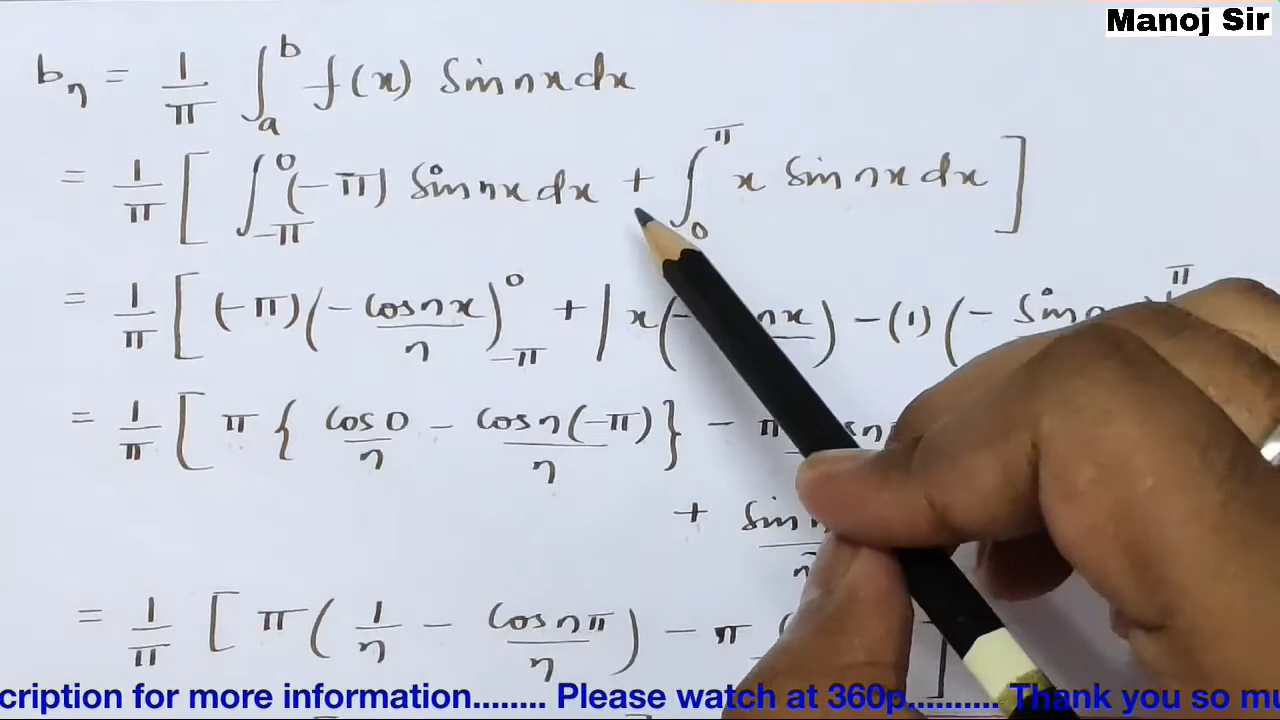 Manoj Sir
bₙ = 1/π ∫ₐᵇ f(x) Sin nx dx
= 1/π [ ∫_{-π}^{0} (-π) Sin nx dx + ∫_{0}^{π} x Sin nx dx ]
= 1/π [ (-π) ( - Cos nx / n )_{-π}^{0} + | x ( - nx ) - (1) ( - Sin π
= 1/π [ π { Cos 0 / n - Cos n(-π) / n } - π
+ Sin
= 1/π [ π ( 1/n - Cos nπ / n ) - π ]
cription for more information........ Please watch at 360p.......... Thank you so mu